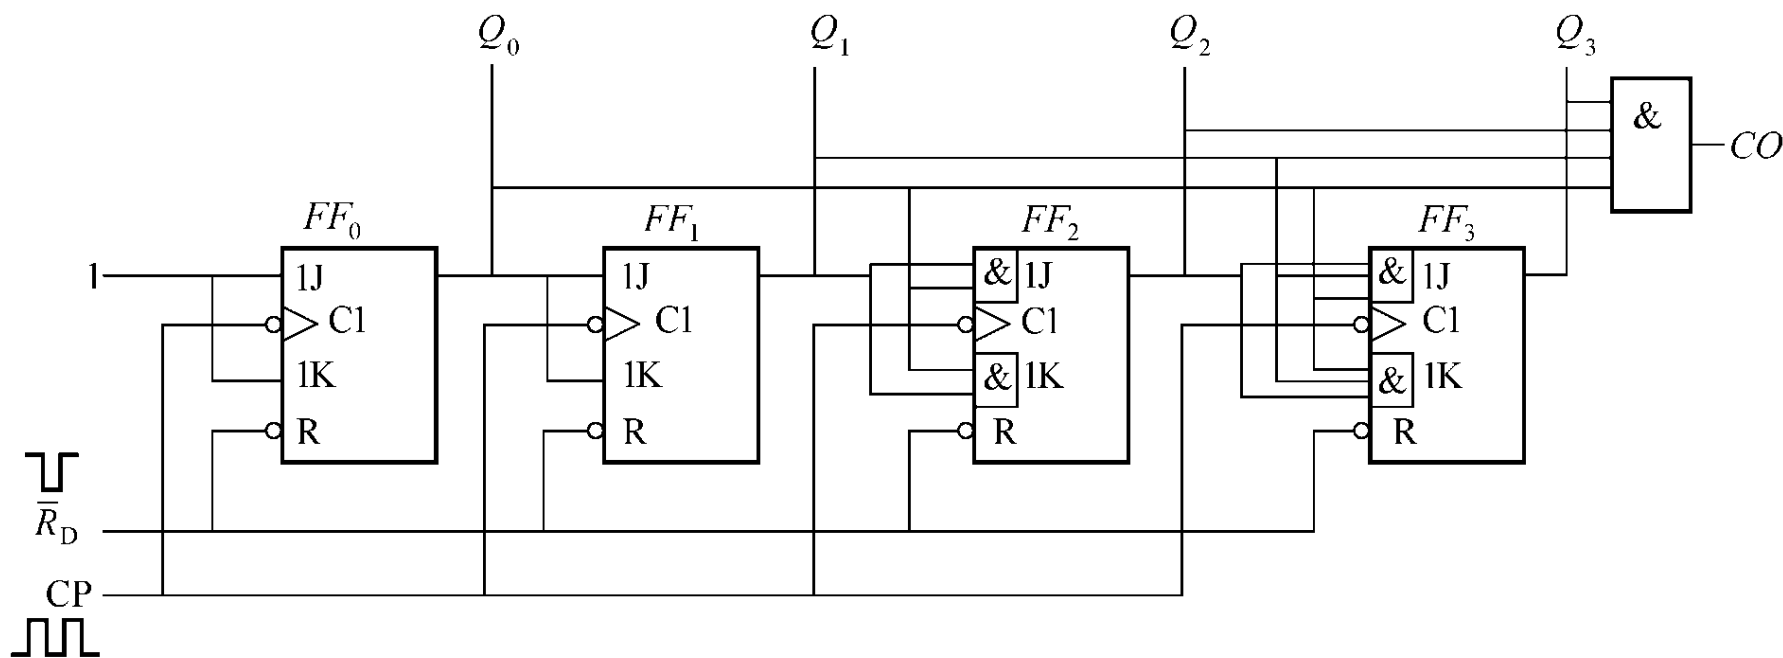 Q₀ Q₁ Q₂ Q₃
& CO
FF₀ FF₁ FF₂ FF₃
1 1J 1J & 1J & 1J
C1 C1 C1 C1
1K 1K & 1K & 1K
R R R R
R̅_D
CP